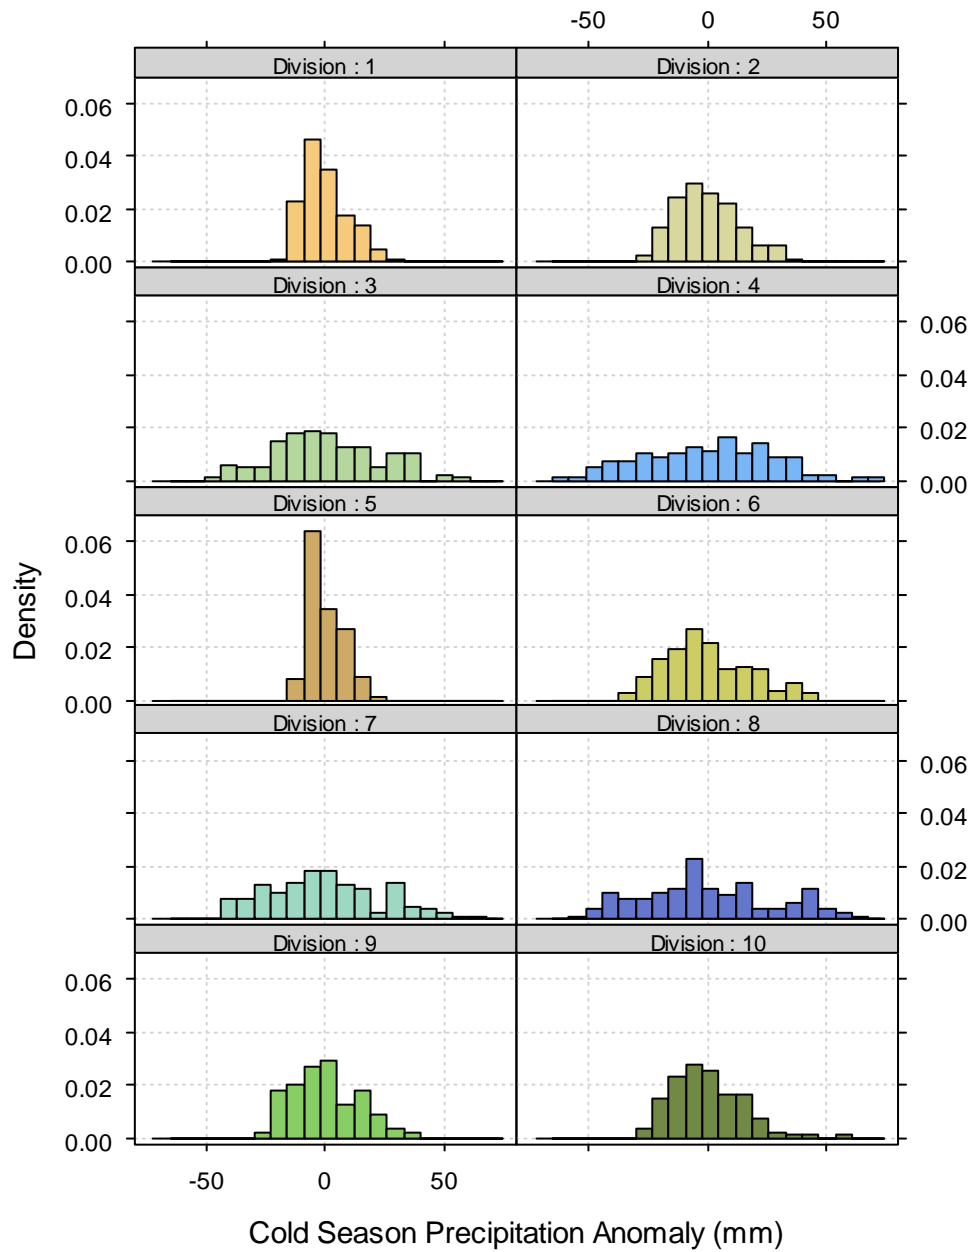 -50 0 50
Division : 1 Division : 2
0.06
0.04
0.02
0.00
Division : 3 Division : 4
0.06
0.04
0.02
0.00
Division : 5 Division : 6
0.06
0.04
0.02
0.00
Division : 7 Division : 8
0.06
0.04
0.02
0.00
Division : 9 Division : 10
0.06
0.04
0.02
0.00
-50 0 50
Density
Cold Season Precipitation Anomaly (mm)